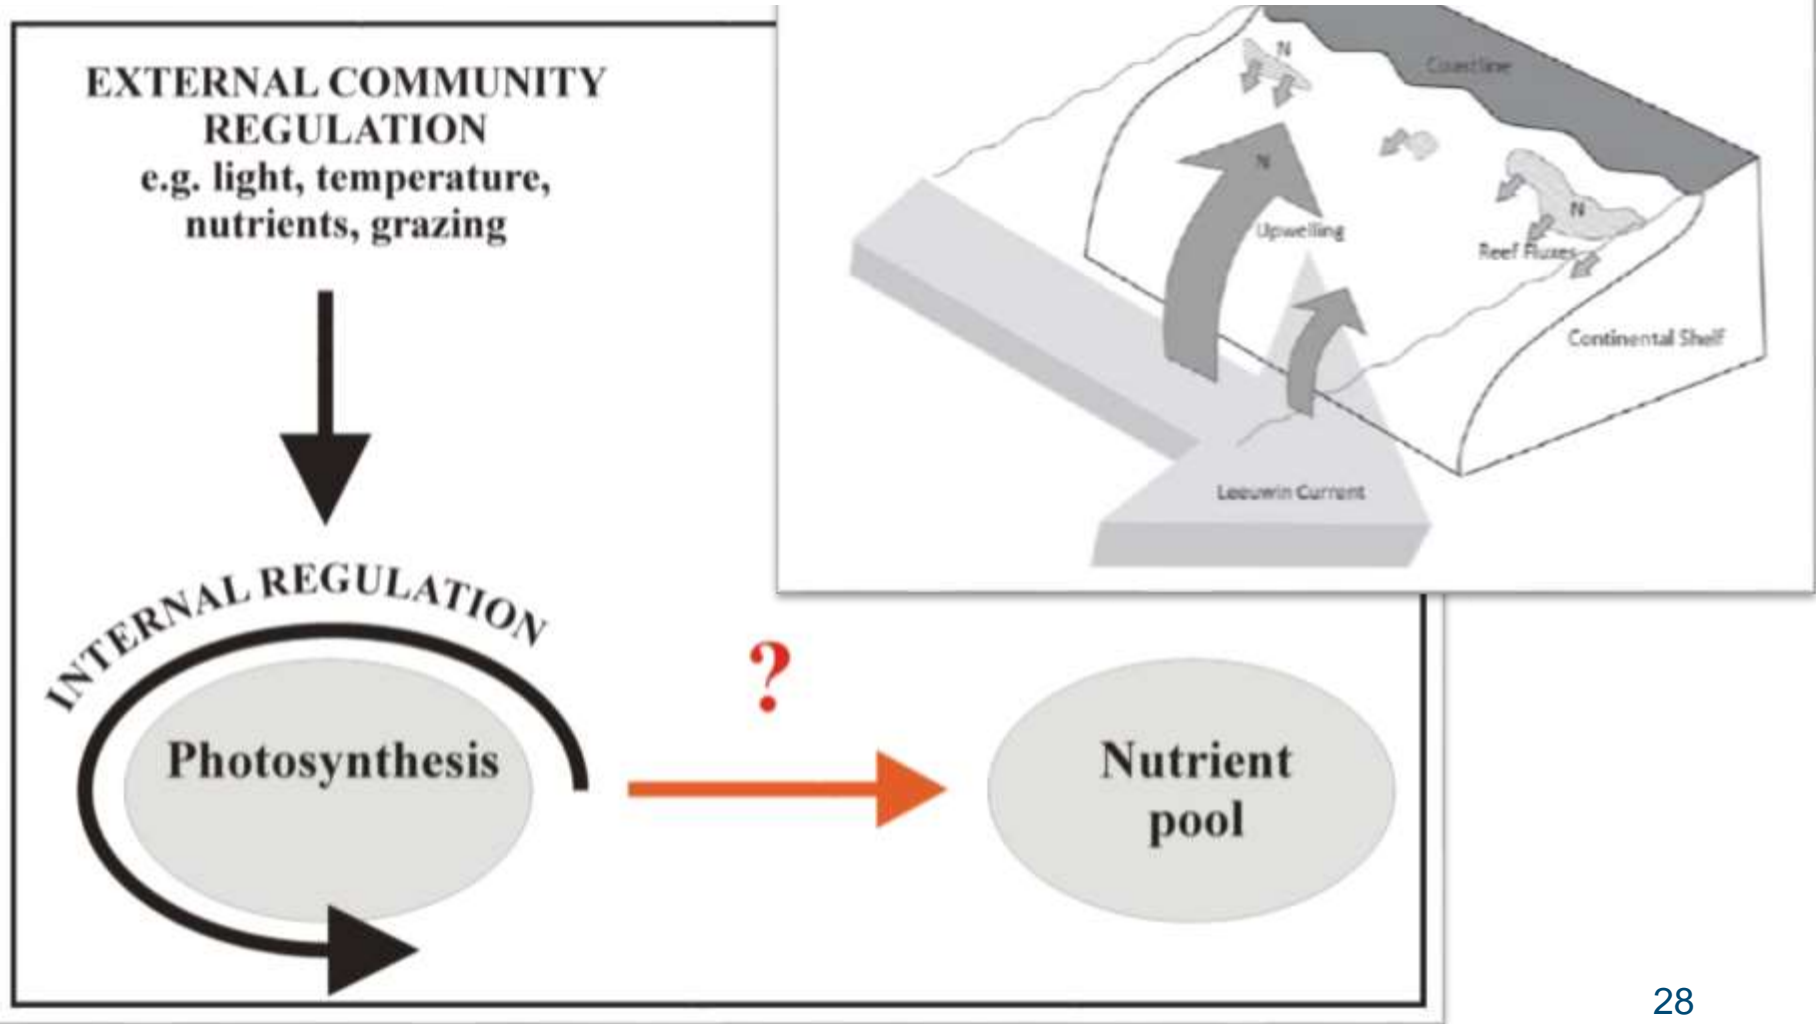 EXTERNAL COMMUNITY
REGULATION
e.g. light, temperature,
nutrients, grazing
INTERNAL REGULATION
Photosynthesis
?
Nutrient
pool
N
Coastline
N
Upwelling
N
Reef Fluxes
Continental Shelf
Leeuwin Current
28